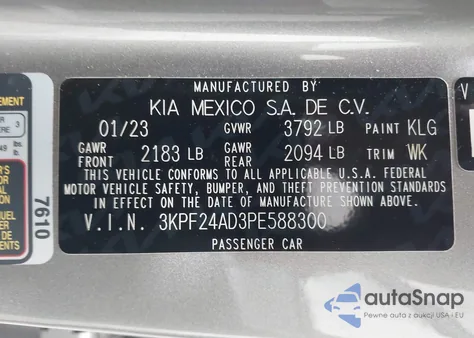 MANUFACTURED BY
KIA MEXICO S.A. DE C.V.
01/23 GVWR 3792 LB PAINT KLG
GAWR FRONT 2183 LB GAWR REAR 2094 LB TRIM WK
THIS VEHICLE CONFORMS TO ALL APPLICABLE U.S.A. FEDERAL
MOTOR VEHICLE SAFETY, BUMPER, AND THEFT PREVENTION STANDARDS
IN EFFECT ON THE DATE OF MANUFACTURE SHOWN ABOVE.
V.I.N. 3KPF24AD3PE588300
PASSENGER CAR
7610
autoSnap
Pewne auta z aukcji USA i EU